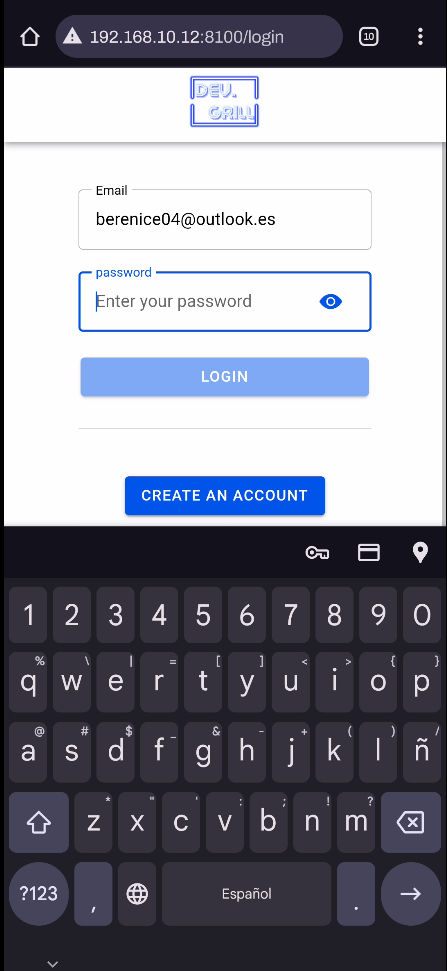 192.168.10.12:8100/login
10
DEV.
GRILL
Email
berenice04@outlook.es
password
Enter your password
LOGIN
CREATE AN ACCOUNT
1 2 3 4 5 6 7 8 9 0
% \ | = [ ] < > { }
q w e r t y u i o p
@ # $ _ & - + ( ) /
a s d f g h j k l ñ
* " ' : ; ! ?
z x c v b n m
?123 , Español .